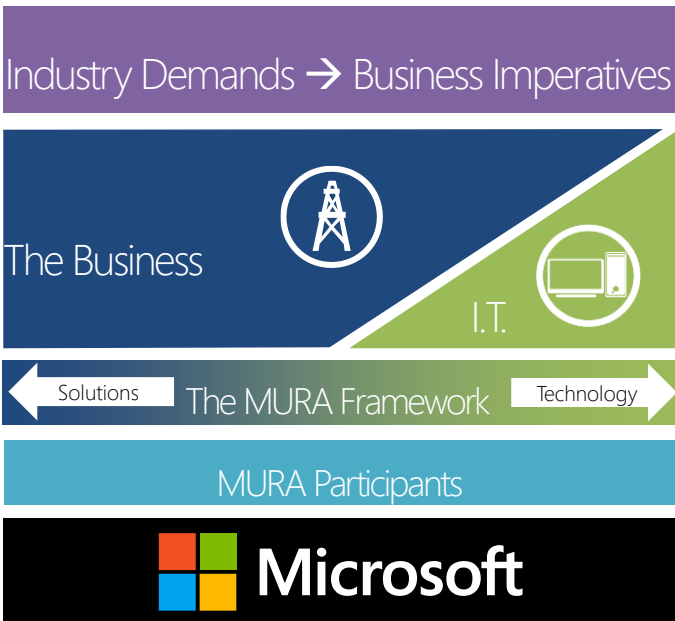 Industry Demands → Business Imperatives
The Business
I.T.
Solutions
The MURA Framework
Technology
MURA Participants
Microsoft